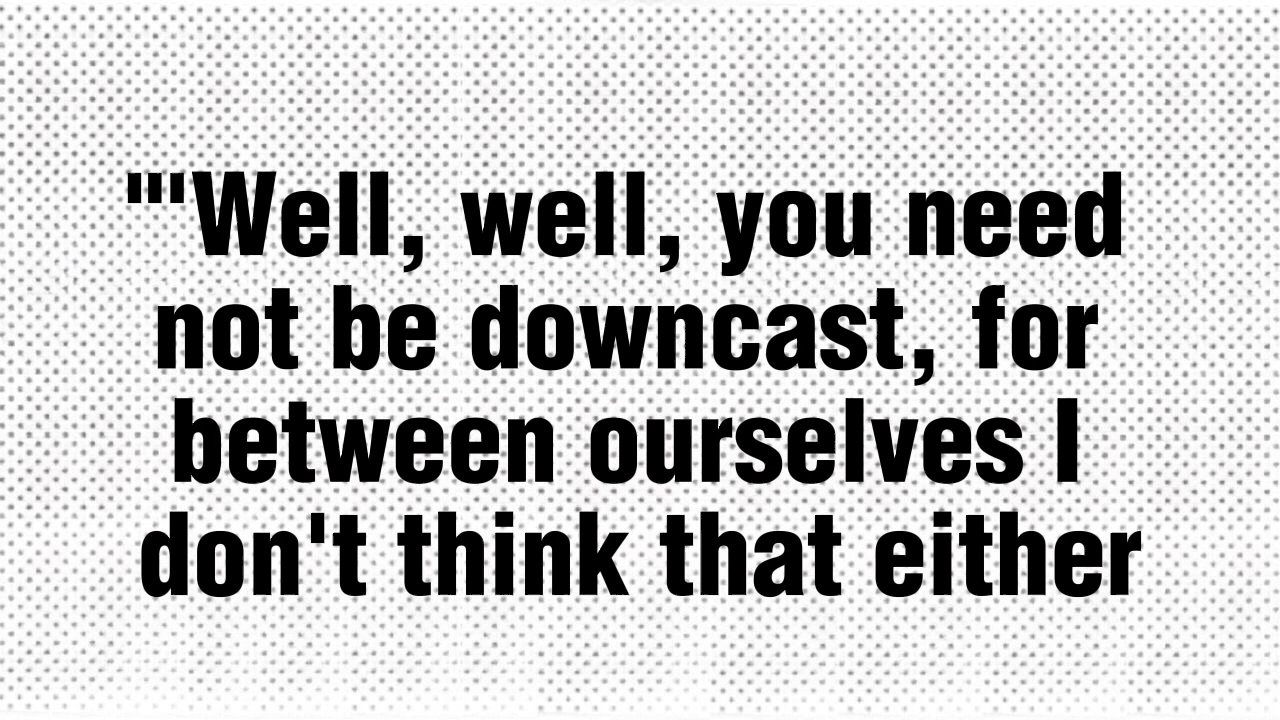 "'Well, well, you need
not be downcast, for
between ourselves I
don't think that either